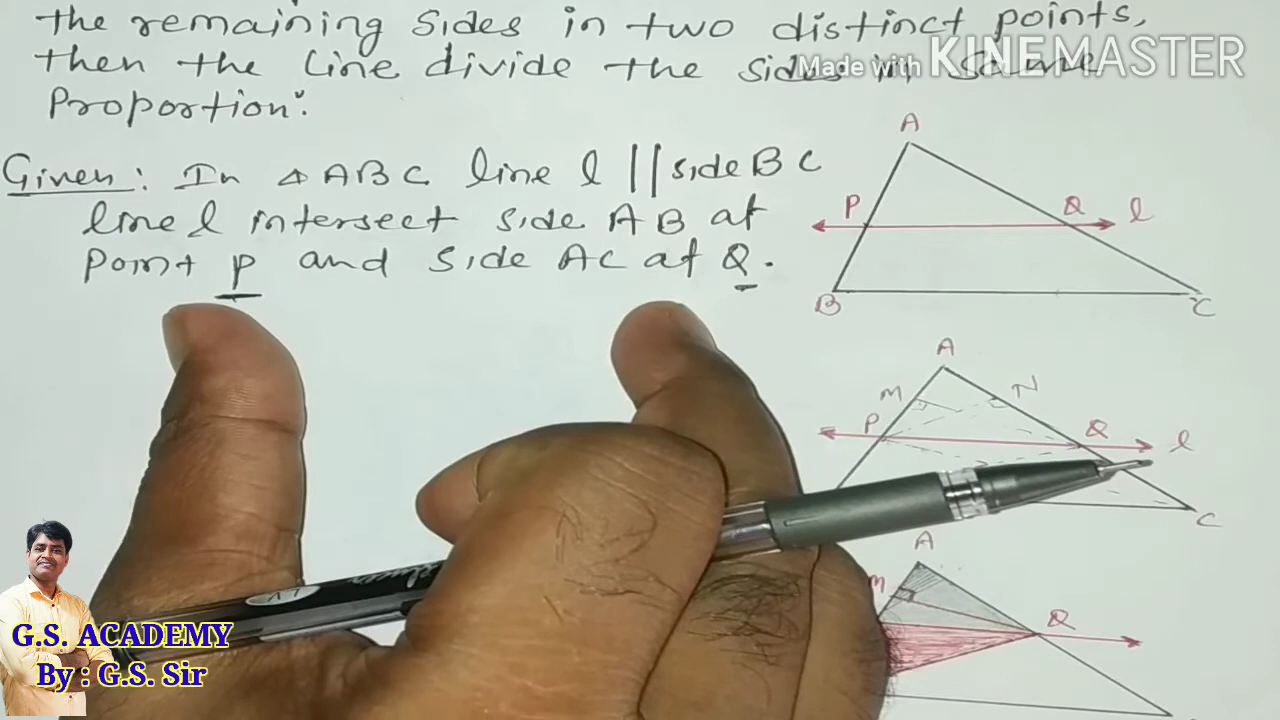 the remaining sides in two distinct points,
then the line divide the sides in same
Proportion.
Made with KINEMASTER
Given: In △ABC line l || side BC
line l intersect side AB at
Point P and side AC at Q.
A
P
Q
l
B
C
A
M
N
P
Q
l
C
A
M
Q
G.S. ACADEMY
By : G.S. Sir